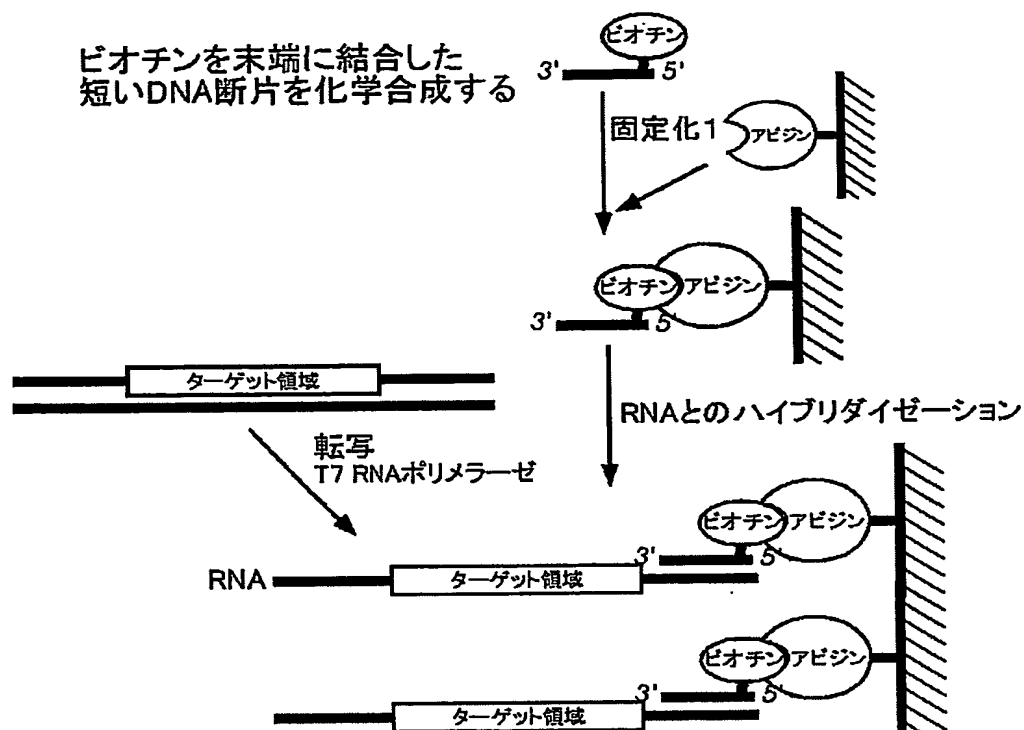 ビオチンを末端に結合した
短いDNA断片を化学合成する
ビオチン
3'
5'
固定化1
アビジン
ビオチン
アビジン
3'
5'
ターゲット領域
RNAとのハイブリダイゼーション
転写
T7 RNAポリメラーゼ
ビオチン
アビジン
3'
5'
RNA
ターゲット領域
ビオチン
アビジン
3'
5'
ターゲット領域